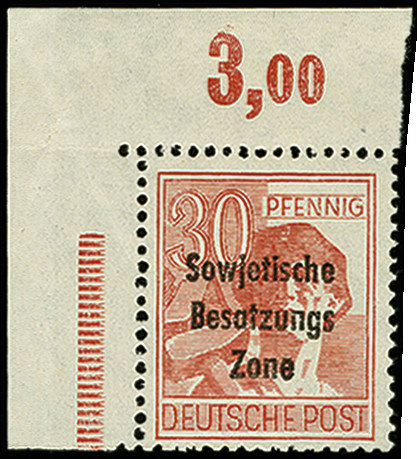 3,00
30 PFENNIG
Sowjetische
Besatzungs
Zone
DEUTSCHE POST